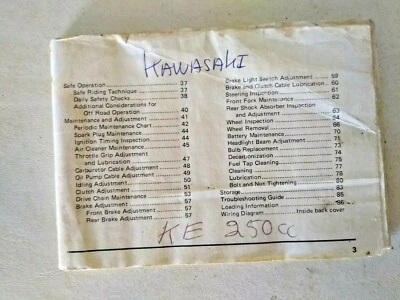 KAWASAKI
Safe Operation 37
Safe Riding Technique 37
Daily Safety Checks 38
Additional Considerations for
Off Road Operation 40
Maintenance and Adjustment 41
Periodic Maintenance Chart 42
Spark Plug Maintenance 44
Ignition Timing Inspection 44
Air Cleaner Maintenance 45
Throttle Grip Adjustment
and Lubrication 47
Carburetor Cable Adjustment 48
Oil Pump Cable Adjustment 49
Idling Adjustment 50
Clutch Adjustment 51
Drive Chain Maintenance 53
Brake Adjustment 57
Front Brake Adjustment 57
Rear Brake Adjustment 57
Brake Light Switch Adjustment 59
Brake and Clutch Cable Lubrication 60
Steering Inspection 61
Front Fork Maintenance 62
Rear Shock Absorber Inspection
and Adjustment 63
Wheel Inspection 64
Wheel Removal 66
Battery Maintenance 70
Headlight Beam Adjustment 71
Bulb Replacement 73
Decarbonization 74
Fuel Tap Cleaning 75
Cleaning 77
Lubrication 78
Bolt and Nut Tightening 80
Storage 83
Troubleshooting Guide 85
Loading Information 86
Wiring Diagram Inside back cover
KE 250cc
3